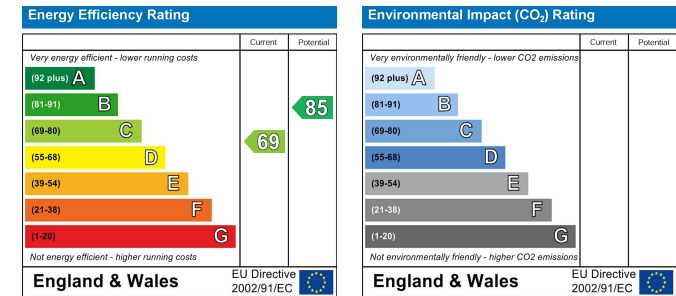 Energy Efficiency Rating
Current Potential
Very energy efficient - lower running costs
(92 plus) A
(81-91) B
85
(69-80) C
69
(55-68) D
(39-54) E
(21-38) F
(1-20) G
Not energy efficient - higher running costs
England & Wales
EU Directive
2002/91/EC
Environmental Impact (CO2) Rating
Current Potential
Very environmentally friendly - lower CO2 emissions
(92 plus) A
(81-91) B
(69-80) C
(55-68) D
(39-54) E
(21-38) F
(1-20) G
Not environmentally friendly - higher CO2 emissions
England & Wales
EU Directive
2002/91/EC